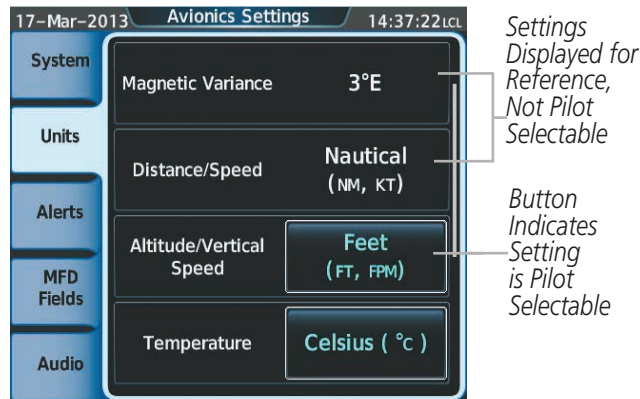 17-Mar-2013 Avionics Settings 14:37:22LCL
System
Units
Alerts
MFD
Fields
Audio
Magnetic Variance 3°E
Distance/Speed Nautical
(NM, KT)
Altitude/Vertical
Speed
Feet
(FT, FPM)
Temperature Celsius ( °C )
Settings
Displayed for
Reference,
Not Pilot
Selectable
Button
Indicates
Setting
is Pilot
Selectable